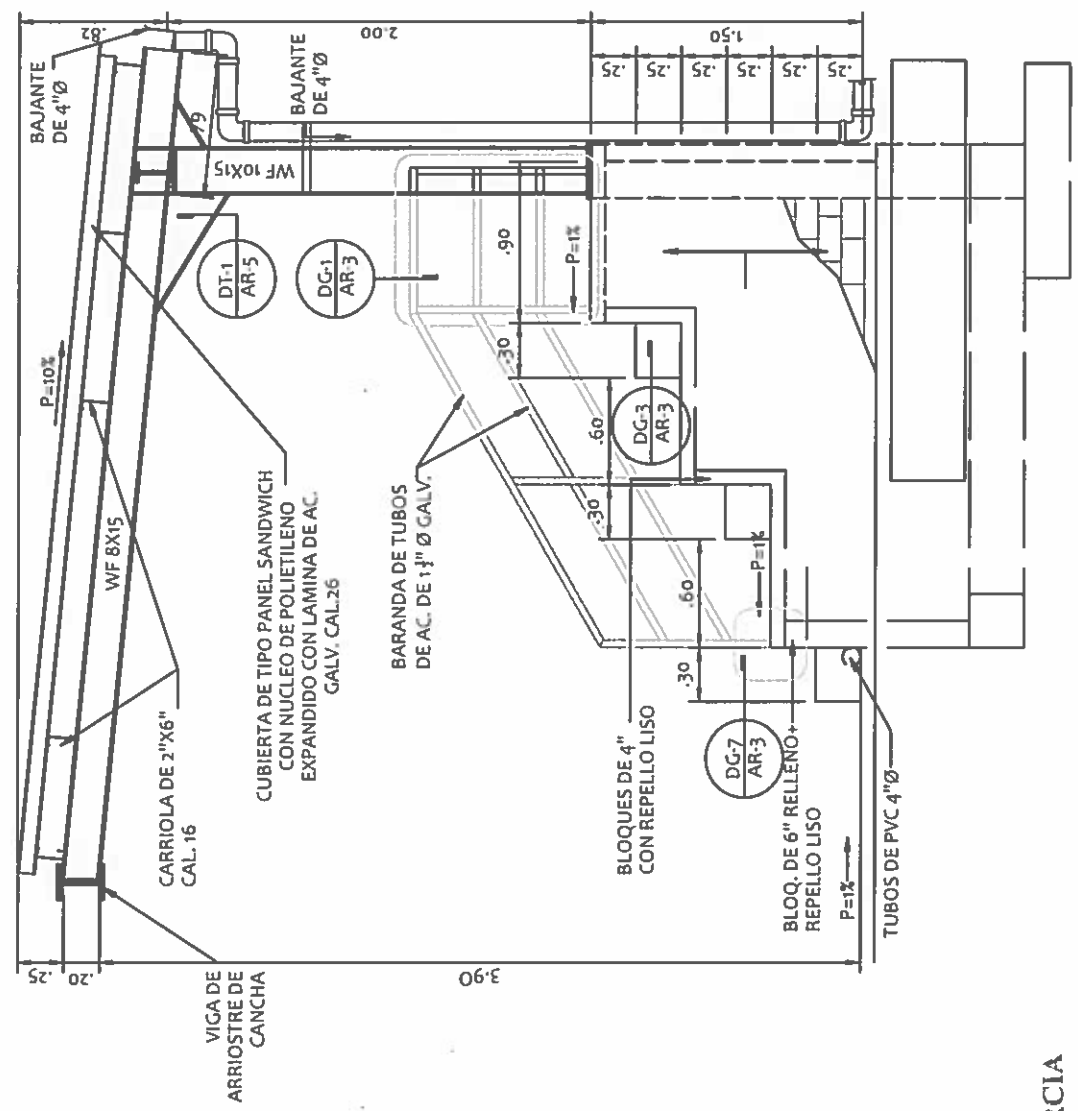 BAJANTE
DE 4"Ø
.82
2.00
1.50
.25
.25
.25
.25
.25
.25
BAJANTE
DE 4"Ø
.79
WF 10X15
P=10%
WF 8X15
DT-1
AR-5
DG-1
AR-3
.90
P=1%
.30
DG-3
AR-3
.60
.30
.60
P=1%
.30
CARRIOLA DE 2"X6"
CAL. 16
CUBIERTA DE TIPO PANEL SANDWICH
CON NUCLEO DE POLIETILENO
EXPANDIDO CON LAMINA DE AC.
GALV. CAL.26
BARANDA DE TUBOS
DE AC. DE 1½" Ø GALV.
BLOQUES DE 4"
CON REPELLO LISO
DG-7
AR-3
BLOQ. DE 6" RELLENO+
REPELLO LISO
P=1%
TUBOS DE PVC 4"Ø
.25
.20
3.90
VIGA DE
ARRIOSTRE DE
CANCHA